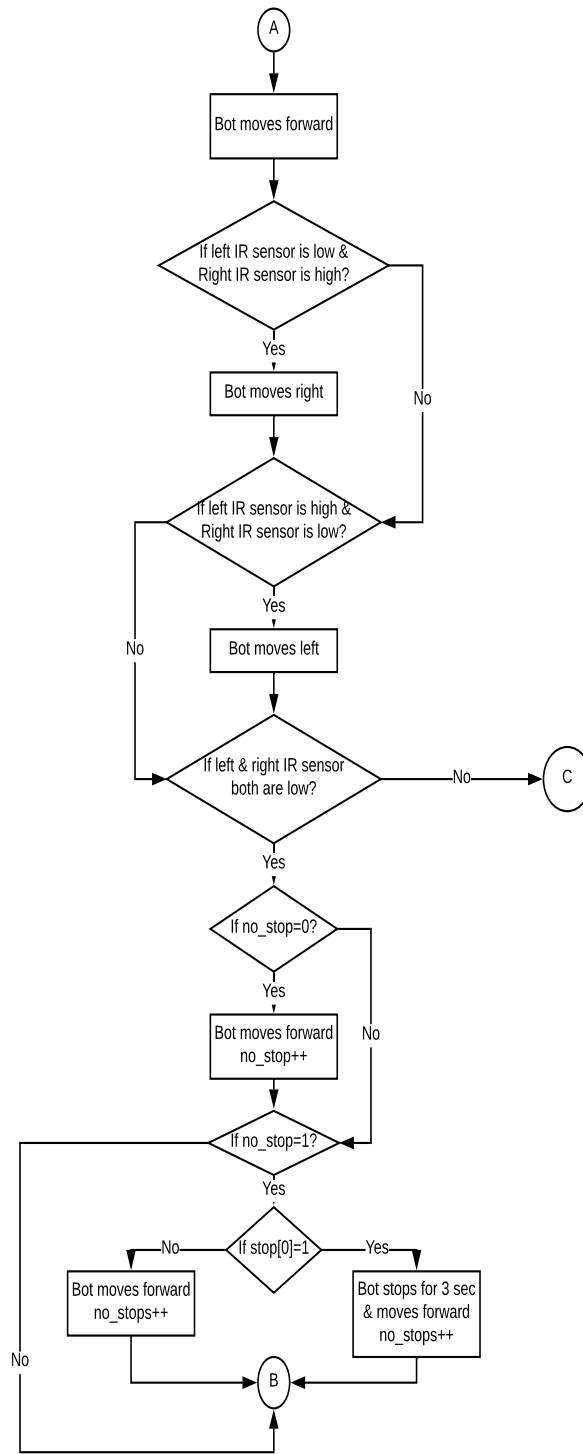 A
Bot moves forward
If left IR sensor is low &
Right IR sensor is high?
Yes
No
Bot moves right
If left IR sensor is high &
Right IR sensor is low?
Yes
No
Bot moves left
If left & right IR sensor
both are low?
No
C
Yes
If no_stop=0?
Yes
No
Bot moves forward
no_stop++
If no_stop=1?
Yes
No
If stop[0]=1
No
Yes
Bot moves forward
no_stops++
Bot stops for 3 sec
& moves forward
no_stops++
B